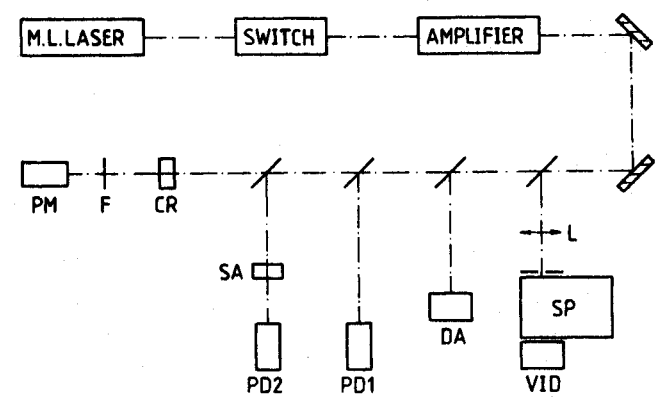 M.L.LASER SWITCH AMPLIFIER
PM F CR
L
SA
SP
DA
PD2 PD1 VID